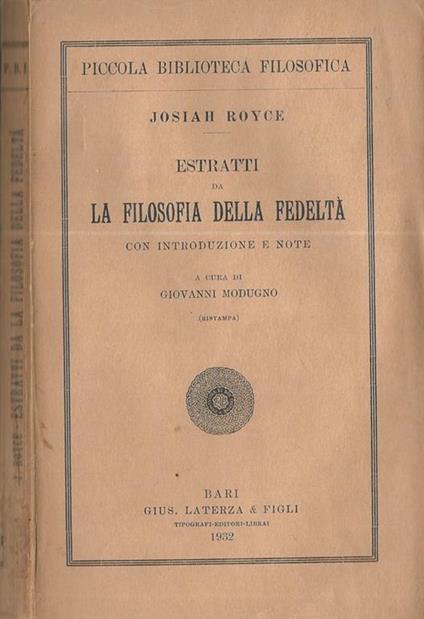 PICCOLA BIBLIOTECA FILOSOFICA
JOSIAH ROYCE
ESTRATTI
DA
LA FILOSOFIA DELLA FEDELTÀ
CON INTRODUZIONE E NOTE
A CURA DI
GIOVANNI MODUGNO
(RISTAMPA)
BARI
GIUS. LATERZA & FIGLI
TIPOGRAFI-EDITORI-LIBRAI
1932
J. ROYCE ESTRATTI DA LA FILOSOFIA DELLA FEDELTÀ